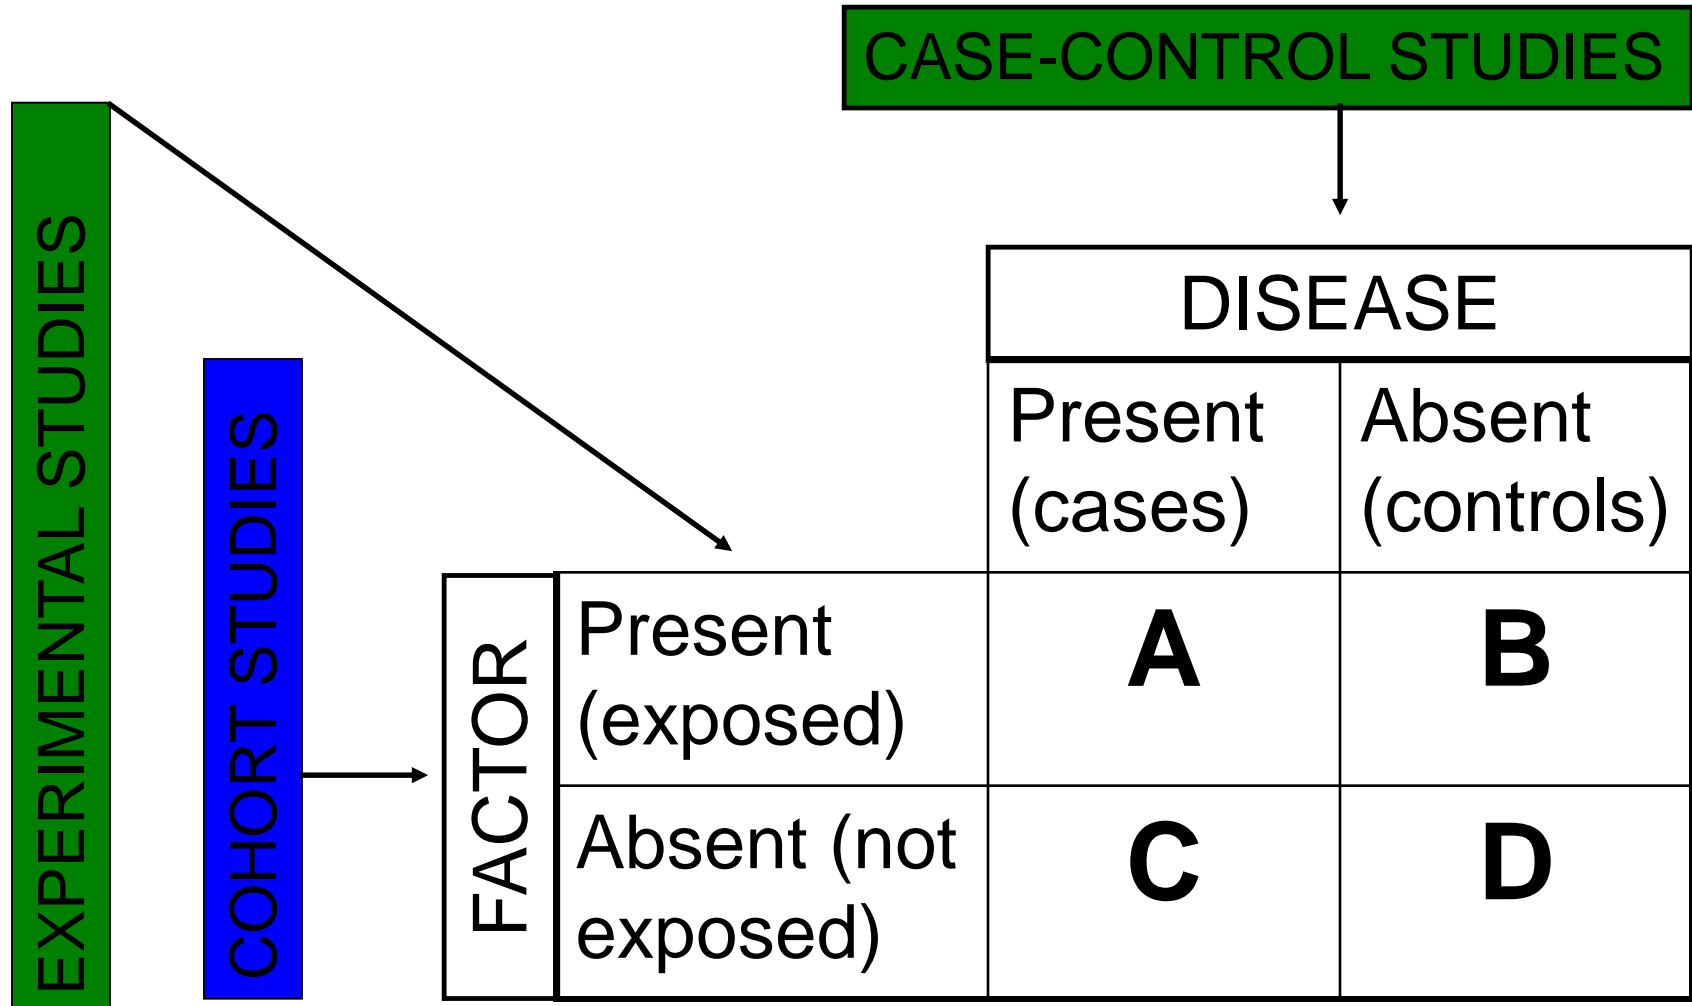 CASE-CONTROL STUDIES
EXPERIMENTAL STUDIES
COHORT STUDIES
DISEASE
Present
(cases)
Absent
(controls)
FACTOR
Present
(exposed)
A
B
Absent (not
exposed)
C
D